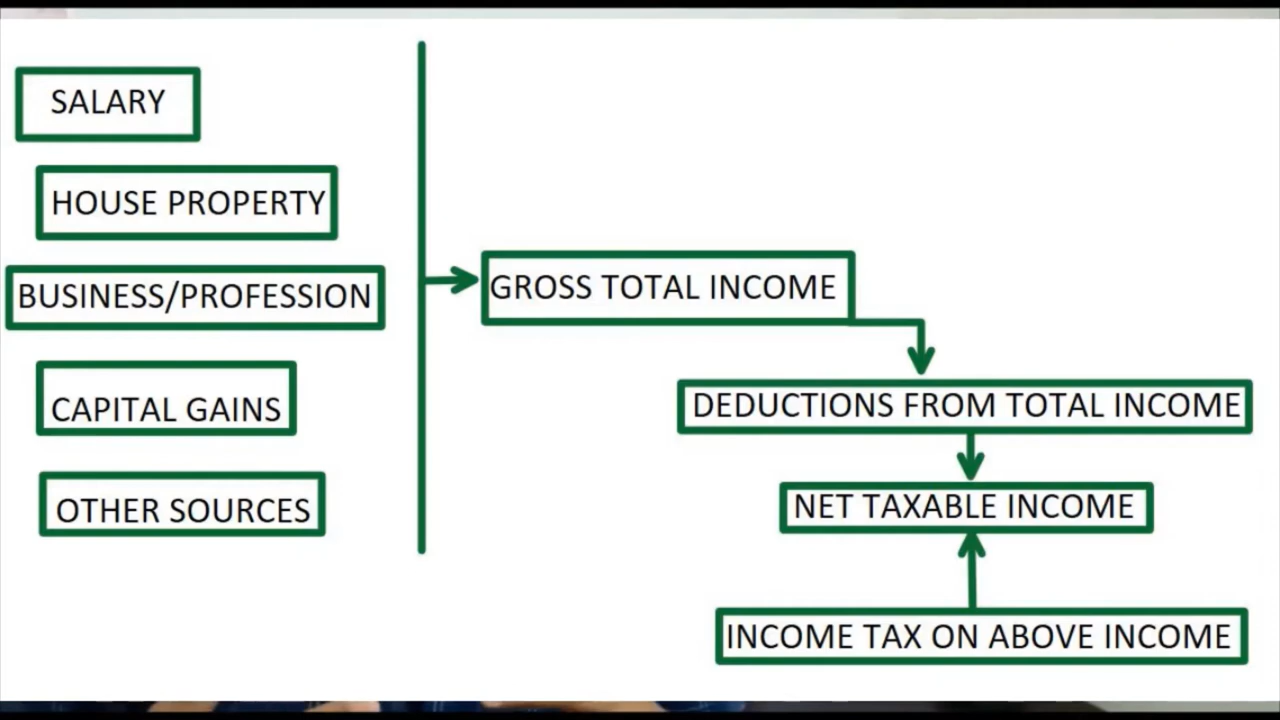 SALARY
HOUSE PROPERTY
BUSINESS/PROFESSION
CAPITAL GAINS
OTHER SOURCES
GROSS TOTAL INCOME
DEDUCTIONS FROM TOTAL INCOME
NET TAXABLE INCOME
INCOME TAX ON ABOVE INCOME